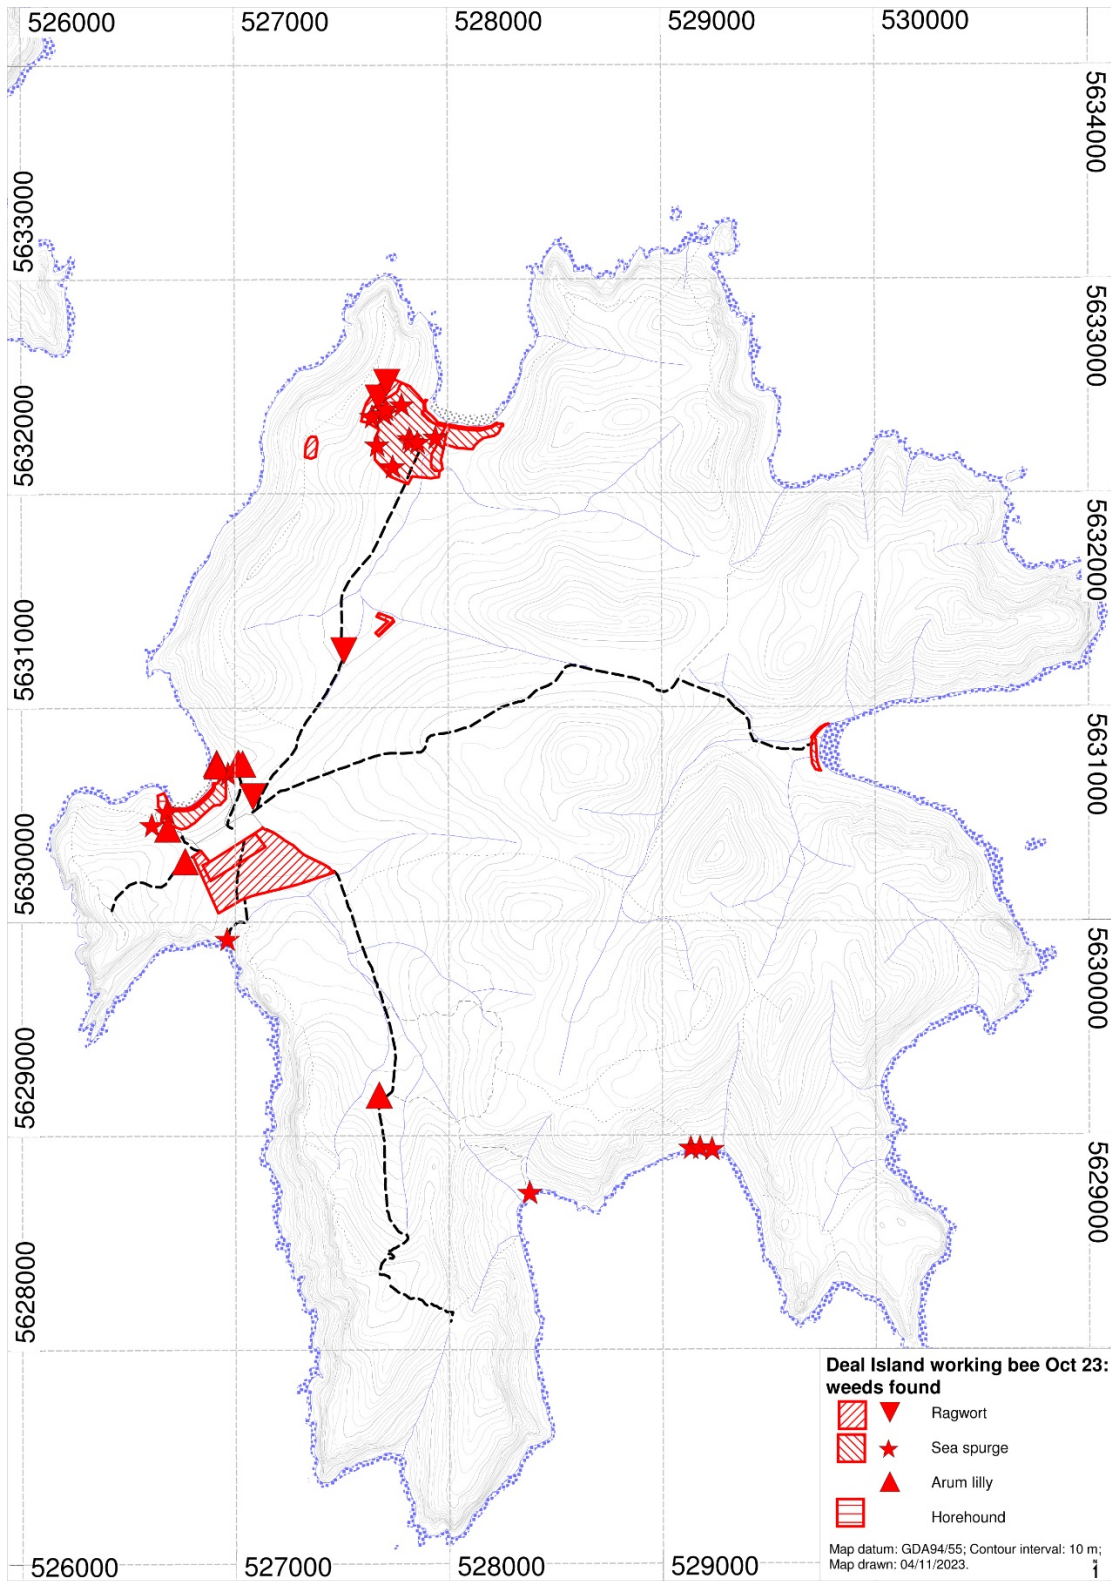 526000
527000
528000
529000
530000
5634000
5633000
5633000
5632000
5632000
5631000
5631000
5630000
5630000
5629000
5629000
5628000
Deal Island working bee Oct 23:
weeds found
Ragwort
Sea spurge
Arum lilly
Horehound
Map datum: GDA94/55; Contour interval: 10 m;
Map drawn: 04/11/2023.
526000
527000
528000
529000